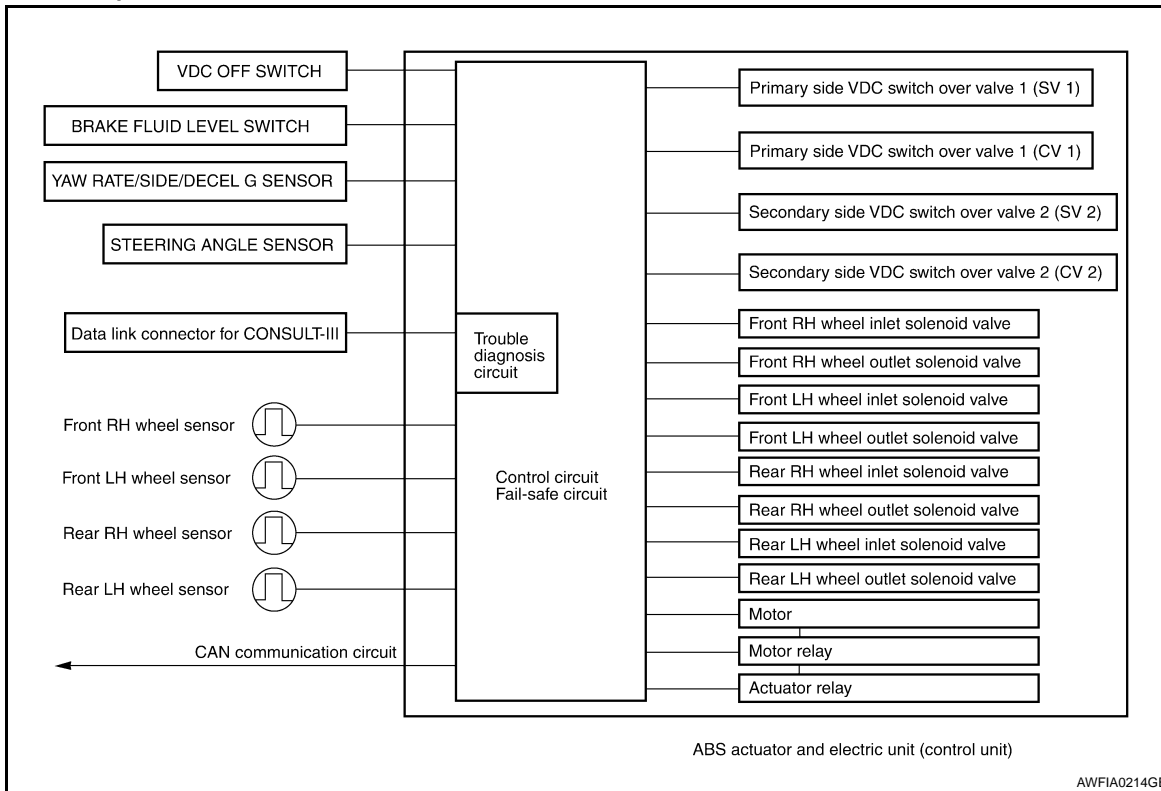 VDC OFF SWITCH
BRAKE FLUID LEVEL SWITCH
YAW RATE/SIDE/DECEL G SENSOR
STEERING ANGLE SENSOR
Data link connector for CONSULT-III
Front RH wheel sensor
Front LH wheel sensor
Rear RH wheel sensor
Rear LH wheel sensor
CAN communication circuit
Trouble
diagnosis
circuit
Control circuit
Fail-safe circuit
Primary side VDC switch over valve 1 (SV 1)
Primary side VDC switch over valve 1 (CV 1)
Secondary side VDC switch over valve 2 (SV 2)
Secondary side VDC switch over valve 2 (CV 2)
Front RH wheel inlet solenoid valve
Front RH wheel outlet solenoid valve
Front LH wheel inlet solenoid valve
Front LH wheel outlet solenoid valve
Rear RH wheel inlet solenoid valve
Rear RH wheel outlet solenoid valve
Rear LH wheel inlet solenoid valve
Rear LH wheel outlet solenoid valve
Motor
Motor relay
Actuator relay
ABS actuator and electric unit (control unit)